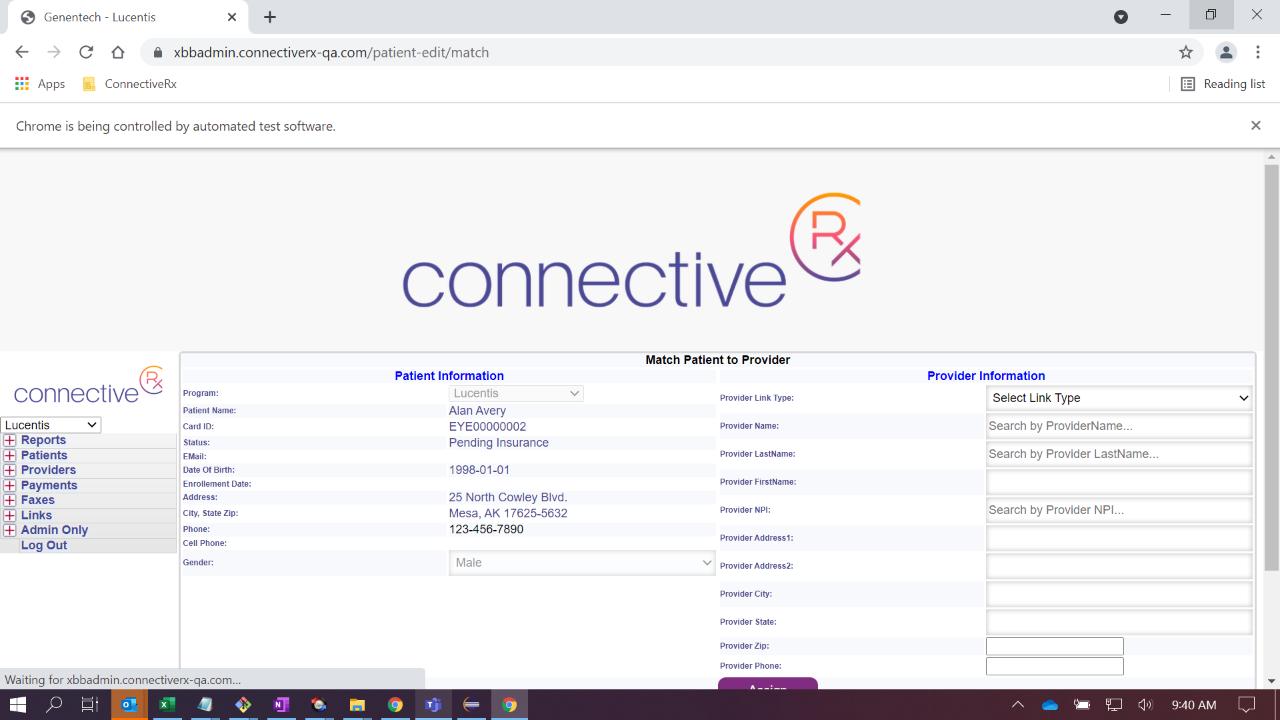 Genentech - Lucentis
xbbadmin.connectiverx-qa.com/patient-edit/match
Apps
ConnectiveRx
Reading list
Chrome is being controlled by automated test software.
connective Rx
connective Rx
Lucentis
Reports
Patients
Providers
Payments
Faxes
Links
Admin Only
Log Out
Match Patient to Provider
Patient Information
Program: Lucentis
Patient Name: Alan Avery
Card ID: EYE00000002
Status: Pending Insurance
EMail:
Date Of Birth: 1998-01-01
Enrollment Date:
Address: 25 North Cowley Blvd.
City, State Zip: Mesa, AK 17625-5632
Phone: 123-456-7890
Cell Phone:
Gender: Male
Provider Information
Provider Link Type: Select Link Type
Provider Name: Search by ProviderName...
Provider LastName: Search by Provider LastName...
Provider FirstName:
Provider NPI: Search by Provider NPI...
Provider Address1:
Provider Address2:
Provider City:
Provider State:
Provider Zip:
Provider Phone:
Assign
Waiting for xbbadmin.connectiverx-qa.com...
9:40 AM